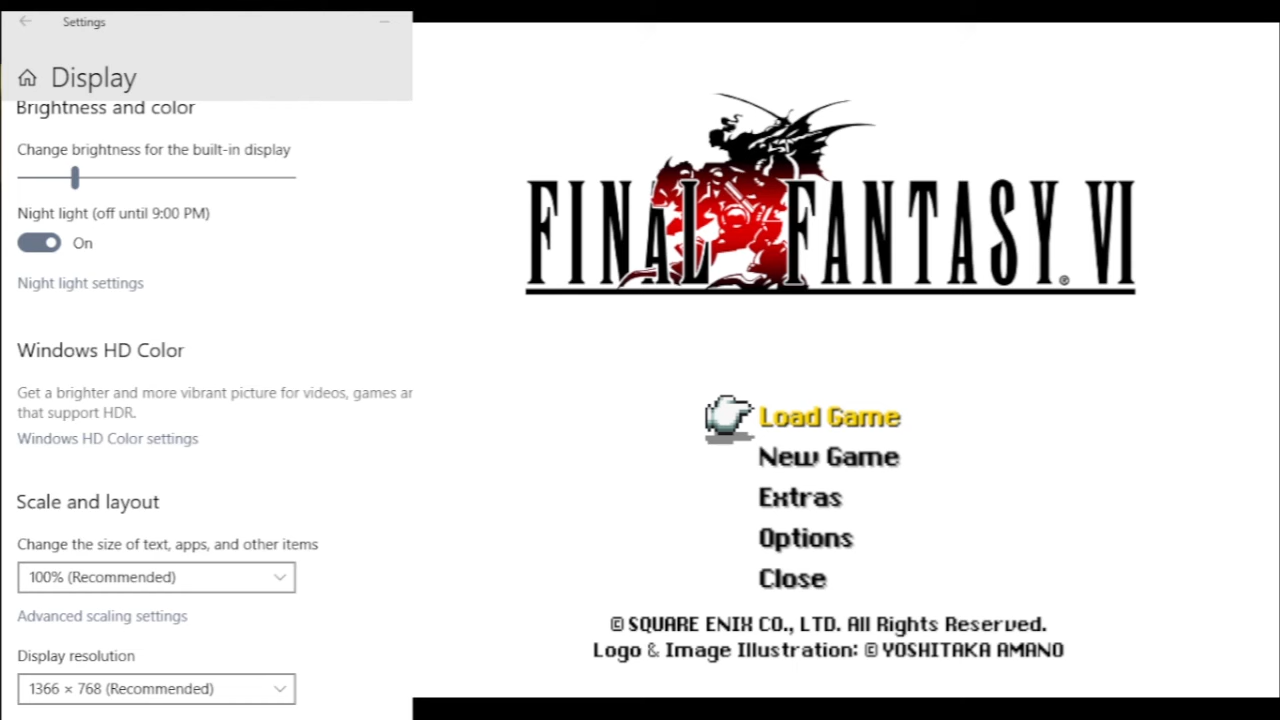 Settings
Display
Brightness and color
Change brightness for the built-in display
Night light (off until 9:00 PM)
On
Night light settings
Windows HD Color
Get a brighter and more vibrant picture for videos, games ar
that support HDR.
Windows HD Color settings
Scale and layout
Change the size of text, apps, and other items
100% (Recommended)
Advanced scaling settings
Display resolution
1366 × 768 (Recommended)
FINAL FANTASY® VI
Load Game
New Game
Extras
Options
Close
© SQUARE ENIX CO., LTD. All Rights Reserved.
Logo & Image Illustration: © YOSHITAKA AMANO